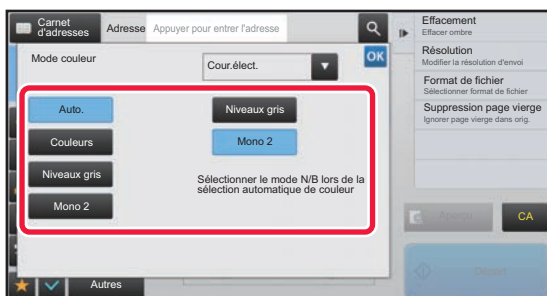 Carnet
d'adresses
Adresse
Appuyer pour entrer l'adresse
Mode couleur
Cour.élect.
OK
Auto.
Couleurs
Niveaux gris
Mono 2
Niveaux gris
Mono 2
Sélectionner le mode N/B lors de la
sélection automatique de couleur
Autres
Effacement
Effacer ombre
Résolution
Modifier la résolution d'envoi
Format de fichier
Sélectionner format de fichier
Suppression page vierge
Ignorer page vierge dans orig.
Aperçu
CA
Départ